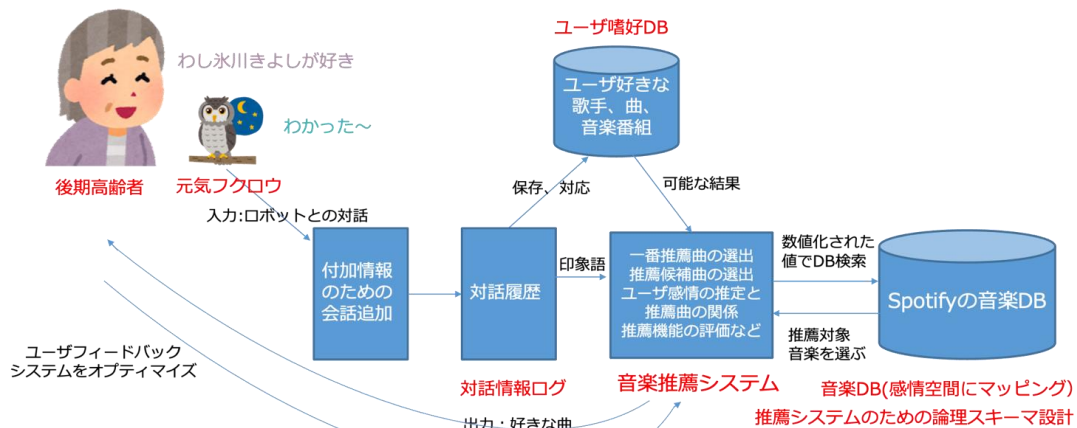 ユーザ嗜好DB
わし氷川きよしが好き
わかった～
ユーザ好きな
歌手、曲、
音楽番組
後期高齢者
元気フクロウ
保存、対応
可能な結果
入力:ロボットとの対話
付加情報
のための
会話追加
対話履歴
印象語
一番推薦曲の選出
推薦候補曲の選出
ユーザ感情の推定と
推薦曲の関係
推薦機能の評価など
数値化された
値でDB検索
Spotifyの音楽DB
推薦対象
音楽を選ぶ
ユーザフィードバック
システムをオプティマイズ
対話情報ログ
音楽推薦システム
音楽DB(感情空間にマッピング)
推薦システムのための論理スキーマ設計
出力：好きな曲